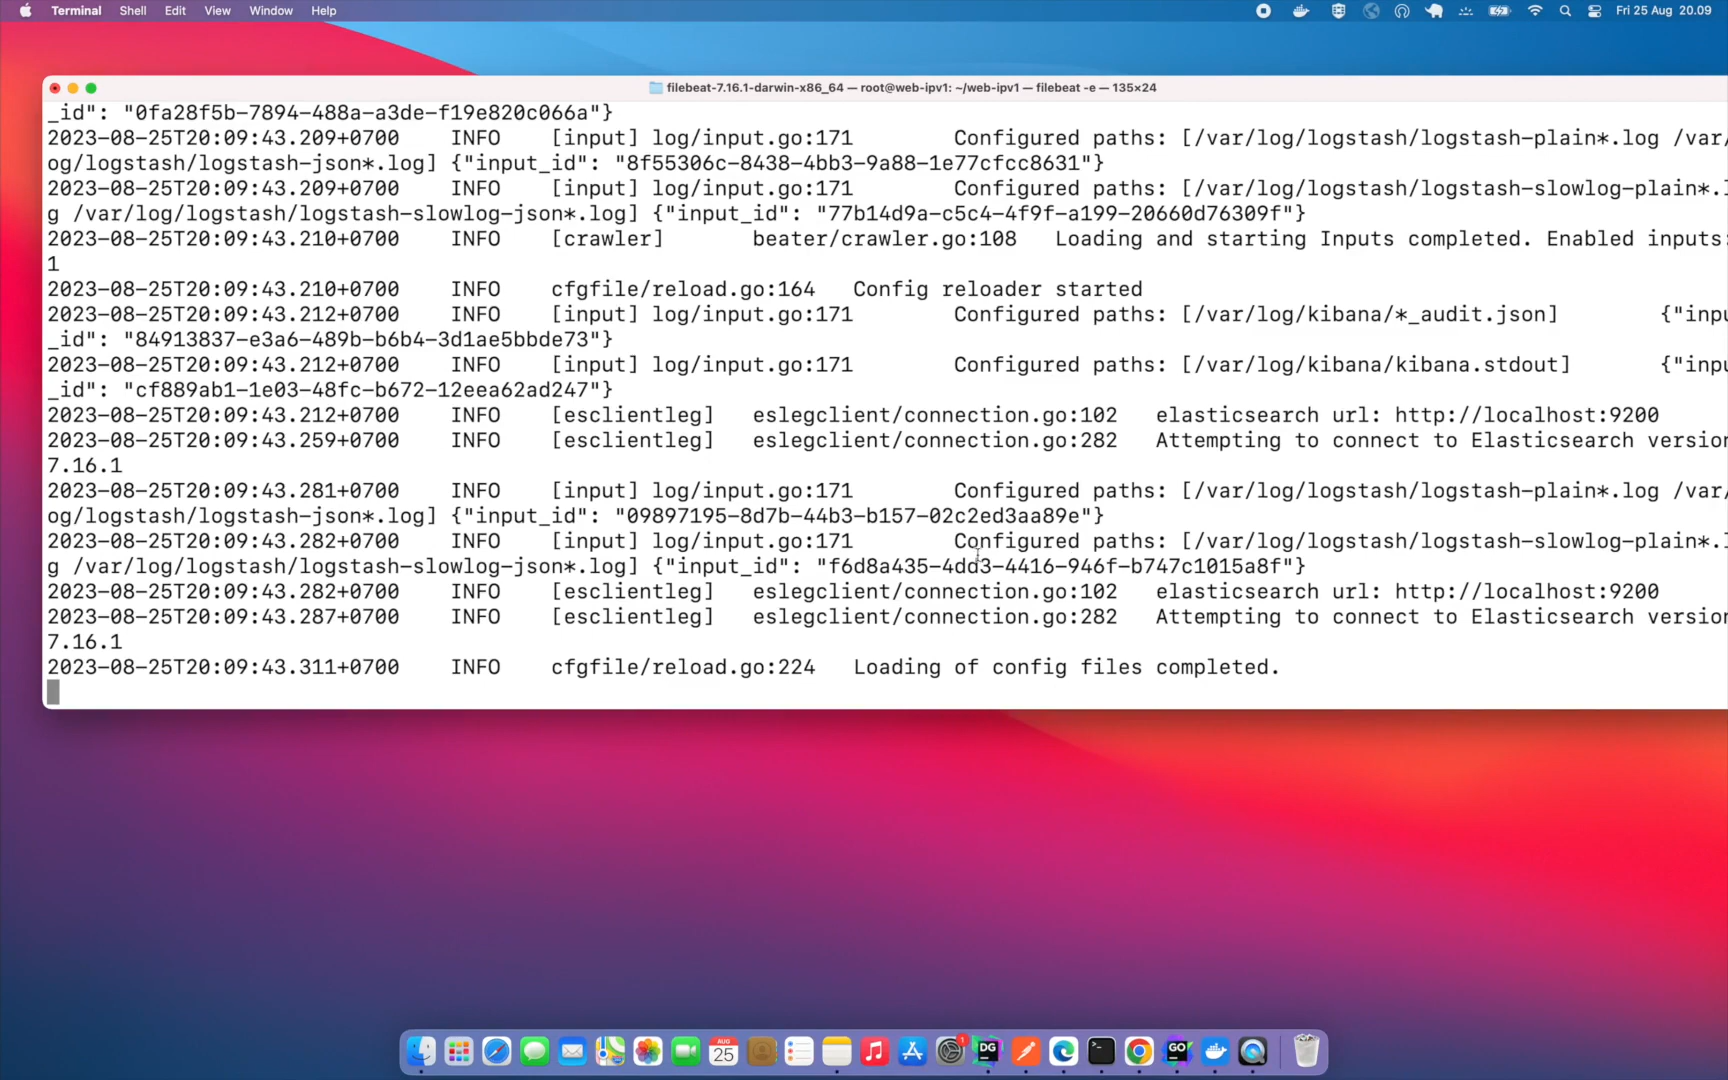 Terminal Shell Edit View Window Help Fri 25 Aug 20.09
filebeat-7.16.1-darwin-x86_64 — root@web-ipv1: ~/web-ipv1 — filebeat -e — 135×24
_id": "0fa28f5b-7894-488a-a3de-f19e820c066a"}
2023-08-25T20:09:43.209+0700 INFO [input] log/input.go:171 Configured paths: [/var/log/logstash/logstash-plain*.log /var/
og/logstash/logstash-json*.log] {"input_id": "8f55306c-8438-4bb3-9a88-1e77cfcc8631"}
2023-08-25T20:09:43.209+0700 INFO [input] log/input.go:171 Configured paths: [/var/log/logstash/logstash-slowlog-plain*.l
g /var/log/logstash/logstash-slowlog-json*.log] {"input_id": "77b14d9a-c5c4-4f9f-a199-20660d76309f"}
2023-08-25T20:09:43.210+0700 INFO [crawler] beater/crawler.go:108 Loading and starting Inputs completed. Enabled inputs:
1
2023-08-25T20:09:43.210+0700 INFO cfgfile/reload.go:164 Config reloader started
2023-08-25T20:09:43.212+0700 INFO [input] log/input.go:171 Configured paths: [/var/log/kibana/*_audit.json] {"inpu
_id": "84913837-e3a6-489b-b6b4-3d1ae5bbde73"}
2023-08-25T20:09:43.212+0700 INFO [input] log/input.go:171 Configured paths: [/var/log/kibana/kibana.stdout] {"inpu
_id": "cf889ab1-1e03-48fc-b672-12eea62ad247"}
2023-08-25T20:09:43.212+0700 INFO [esclientleg] eslegclient/connection.go:102 elasticsearch url: http://localhost:9200
2023-08-25T20:09:43.259+0700 INFO [esclientleg] eslegclient/connection.go:282 Attempting to connect to Elasticsearch version
7.16.1
2023-08-25T20:09:43.281+0700 INFO [input] log/input.go:171 Configured paths: [/var/log/logstash/logstash-plain*.log /var/
og/logstash/logstash-json*.log] {"input_id": "09897195-8d7b-44b3-b157-02c2ed3aa89e"}
2023-08-25T20:09:43.282+0700 INFO [input] log/input.go:171 Configured paths: [/var/log/logstash/logstash-slowlog-plain*.l
g /var/log/logstash/logstash-slowlog-json*.log] {"input_id": "f6d8a435-4dd3-4416-946f-b747c1015a8f"}
2023-08-25T20:09:43.282+0700 INFO [esclientleg] eslegclient/connection.go:102 elasticsearch url: http://localhost:9200
2023-08-25T20:09:43.287+0700 INFO [esclientleg] eslegclient/connection.go:282 Attempting to connect to Elasticsearch version
7.16.1
2023-08-25T20:09:43.311+0700 INFO cfgfile/reload.go:224 Loading of config files completed.
AUG
25
1
DG
>_
GO